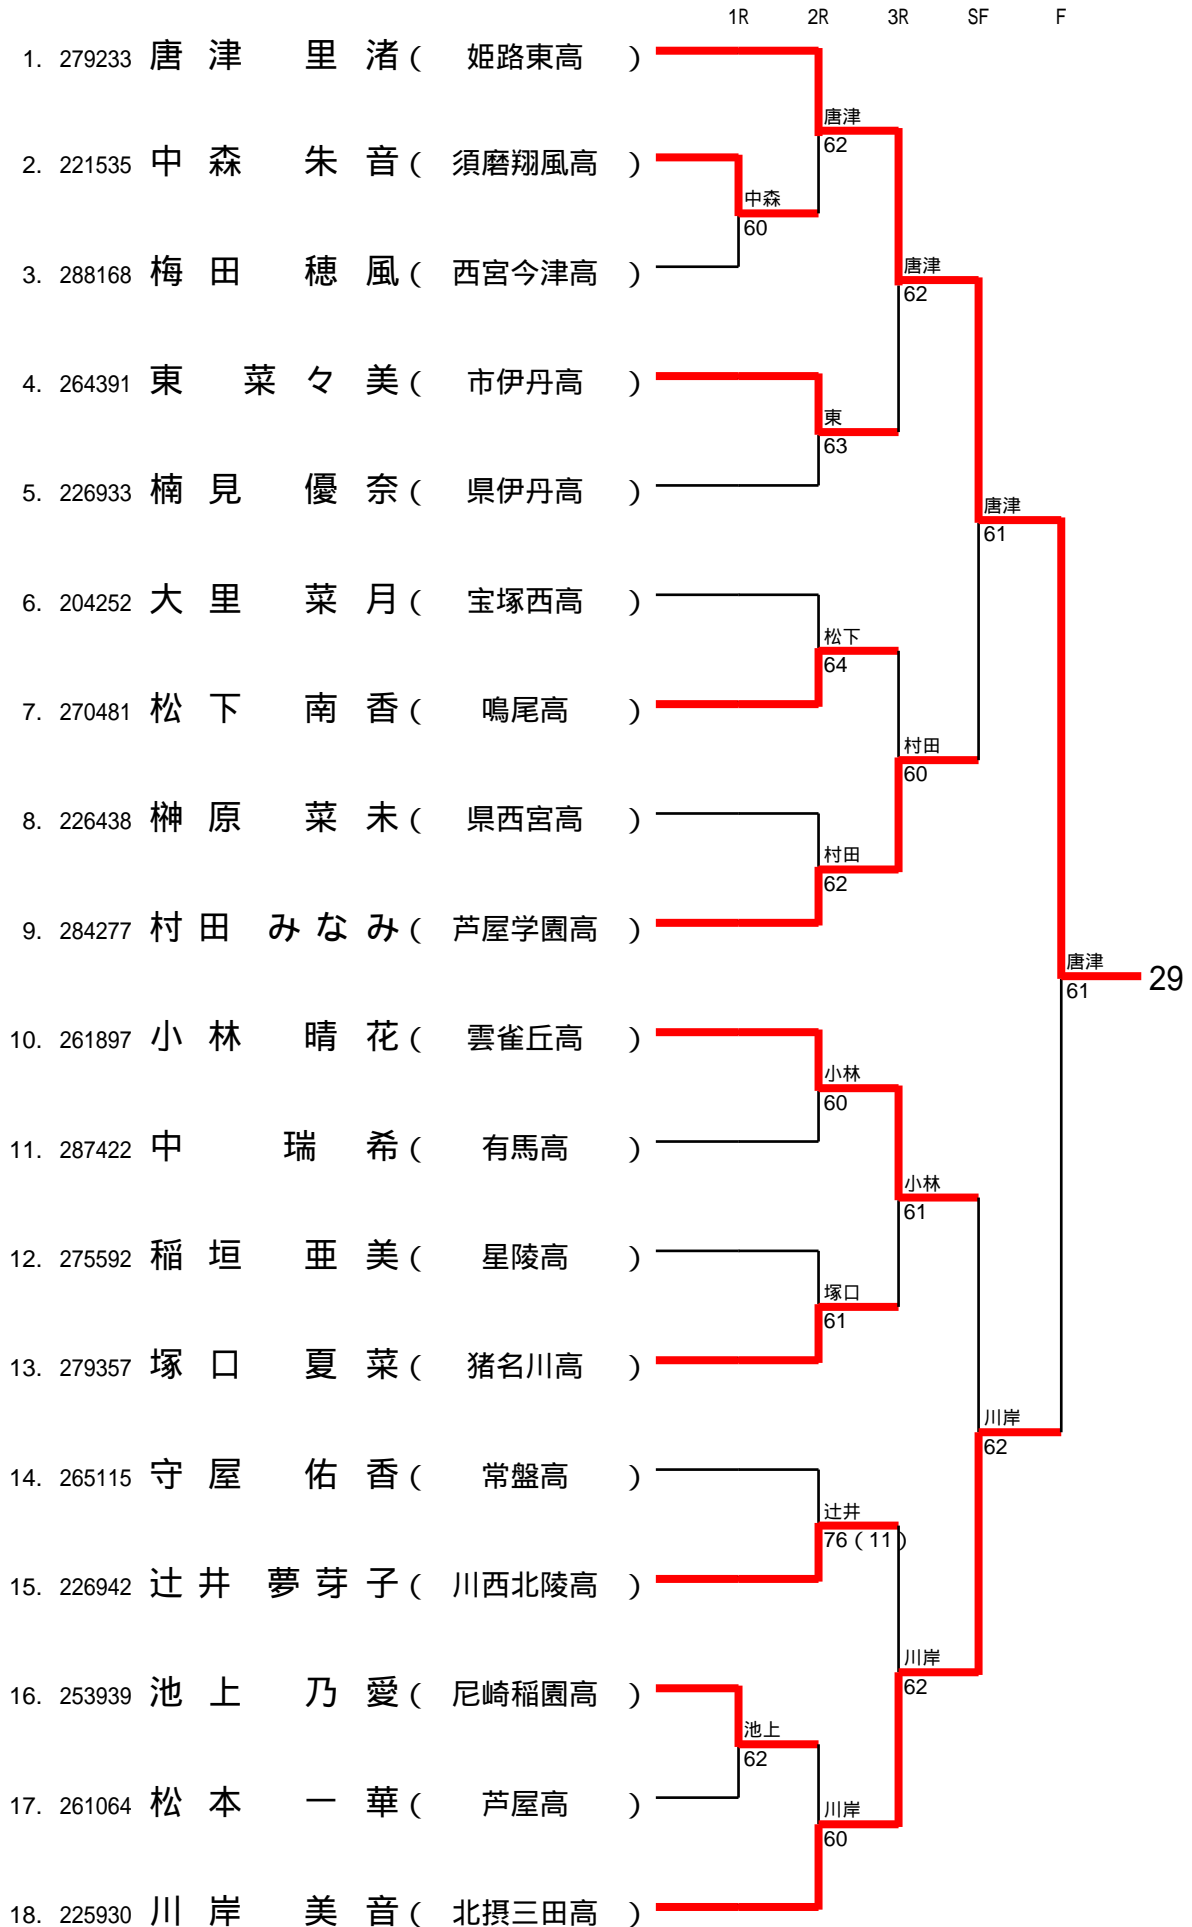 1R 2R 3R SF F
1. 279233 唐津 里渚 ( 姫路東高 )
唐津
62
2. 221535 中森 朱音 ( 須磨翔風高 )
中森
60
3. 288168 梅田 穂風 ( 西宮今津高 )
唐津
62
4. 264391 東 菜々美 ( 市伊丹高 )
東
63
5. 226933 楠見 優奈 ( 県伊丹高 )
唐津
61
6. 204252 大里 菜月 ( 宝塚西高 )
松下
64
7. 270481 松下 南香 ( 鳴尾高 )
村田
60
8. 226438 榊原 菜未 ( 県西宮高 )
村田
62
9. 284277 村田 みなみ ( 芦屋学園高 )
唐津
61
29
10. 261897 小林 晴花 ( 雲雀丘高 )
小林
60
11. 287422 中 瑞希 ( 有馬高 )
小林
61
12. 275592 稲垣 亜美 ( 星陵高 )
塚口
61
13. 279357 塚口 夏菜 ( 猪名川高 )
川岸
62
14. 265115 守屋 佑香 ( 常盤高 )
辻井
76 ( 11 )
15. 226942 辻井 夢芽子 ( 川西北陵高 )
川岸
62
16. 253939 池上 乃愛 ( 尼崎稲園高 )
池上
62
17. 261064 松本 一華 ( 芦屋高 )
川岸
60
18. 225930 川岸 美音 ( 北摂三田高 )